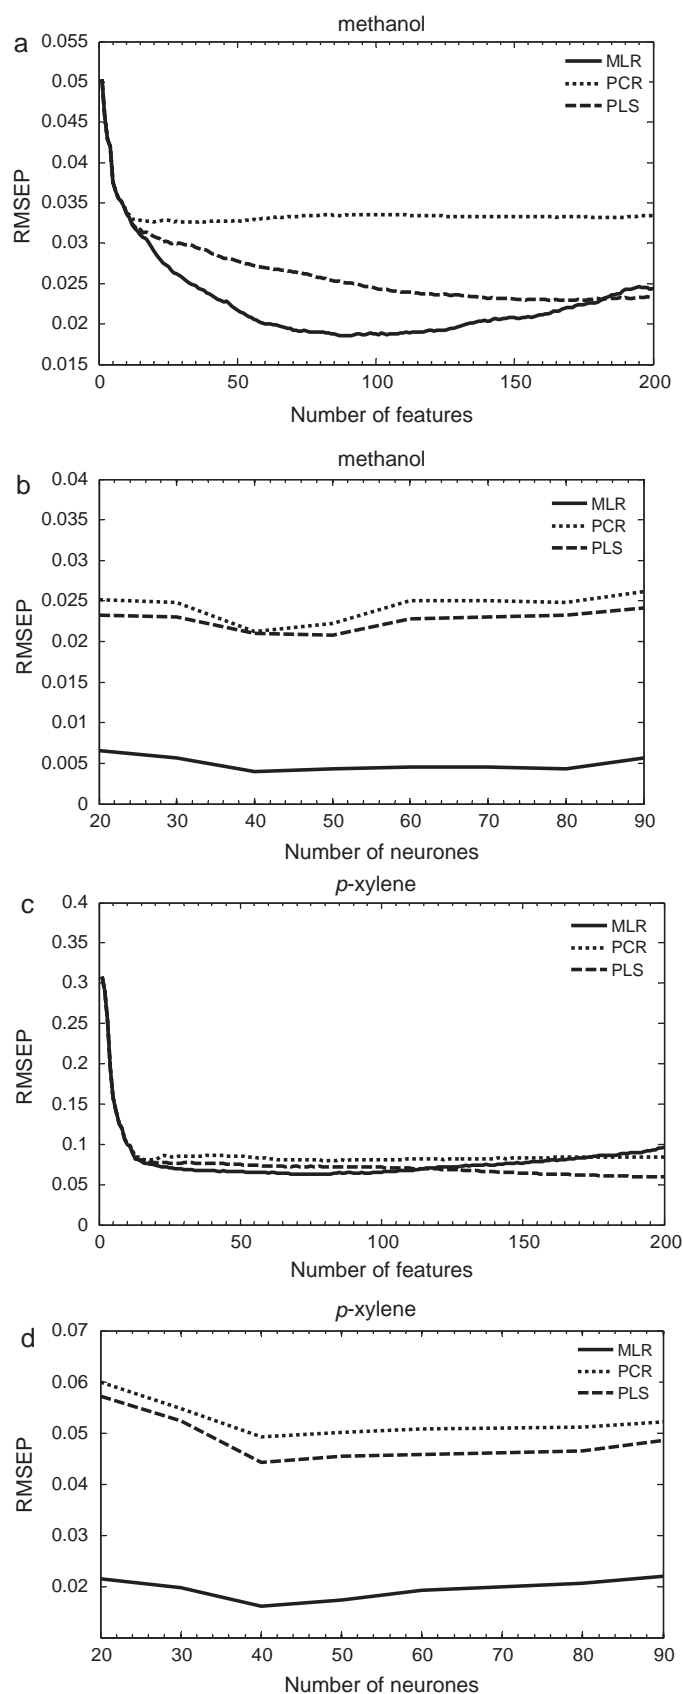 methanol
a
0.055
0.05
0.045
0.04
0.035
0.03
0.025
0.02
0.015
RMSEP
MLR
PCR
PLS
0 50 100 150 200
Number of features
methanol
b
0.04
0.035
0.03
0.025
0.02
0.015
0.01
0.005
0
RMSEP
MLR
PCR
PLS
20 30 40 50 60 70 80 90
Number of neurones
p-xylene
c
0.4
0.35
0.3
0.25
0.2
0.15
0.1
0.05
0
RMSEP
MLR
PCR
PLS
0 50 100 150 200
Number of features
p-xylene
d
0.07
0.06
0.05
0.04
0.03
0.02
RMSEP
MLR
PCR
PLS
20 30 40 50 60 70 80 90
Number of neurones